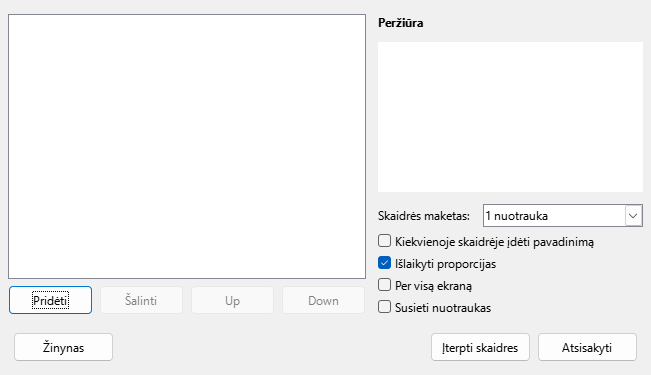 Peržiūra
Skaidrės maketas: 1 nuotrauka
Kiekvienoje skaidrėje įdėti pavadinimą
Išlaikyti proporcijas
Per visą ekraną
Susieti nuotraukas
Pridėti Šalinti Up Down
Žinynas Įterpti skaidres Atsisakyti